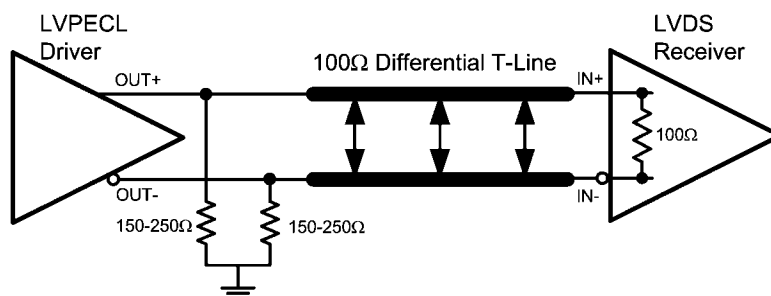 LVPECL
Driver
LVDS
Receiver
OUT+
100Ω Differential T-Line
IN+
100Ω
OUT-
IN-
150-250Ω
150-250Ω